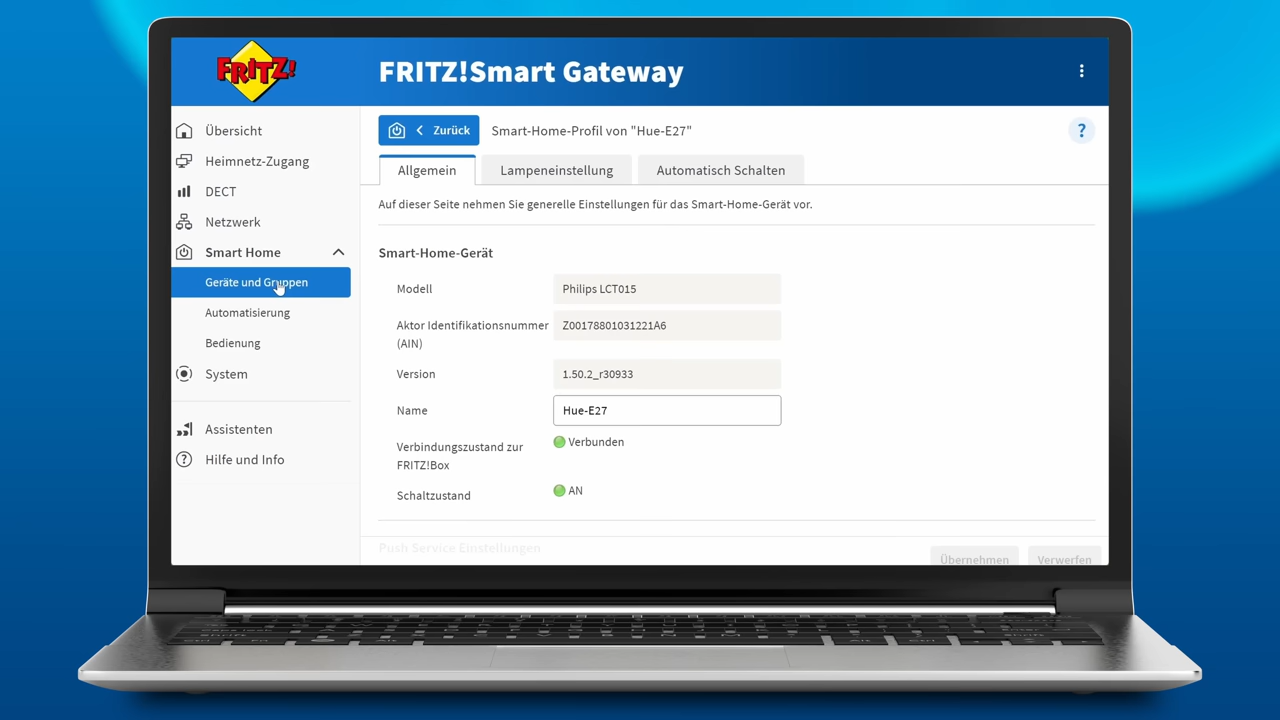 FRITZ!
FRITZ!Smart Gateway
Übersicht
Heimnetz-Zugang
DECT
Netzwerk
Smart Home
Geräte und Gruppen
Automatisierung
Bedienung
System
Assistenten
Hilfe und Info
Zurück
Smart-Home-Profil von "Hue-E27"
?
Allgemein
Lampeneinstellung
Automatisch Schalten
Auf dieser Seite nehmen Sie generelle Einstellungen für das Smart-Home-Gerät vor.
Smart-Home-Gerät
Modell
Philips LCT015
Aktor Identifikationsnummer
(AIN)
Z00178801031221A6
Version
1.50.2_r30933
Name
Hue-E27
Verbindungszustand zur
FRITZ!Box
Verbunden
Schaltzustand
AN
Push Service Einstellungen
Übernehmen
Verwerfen